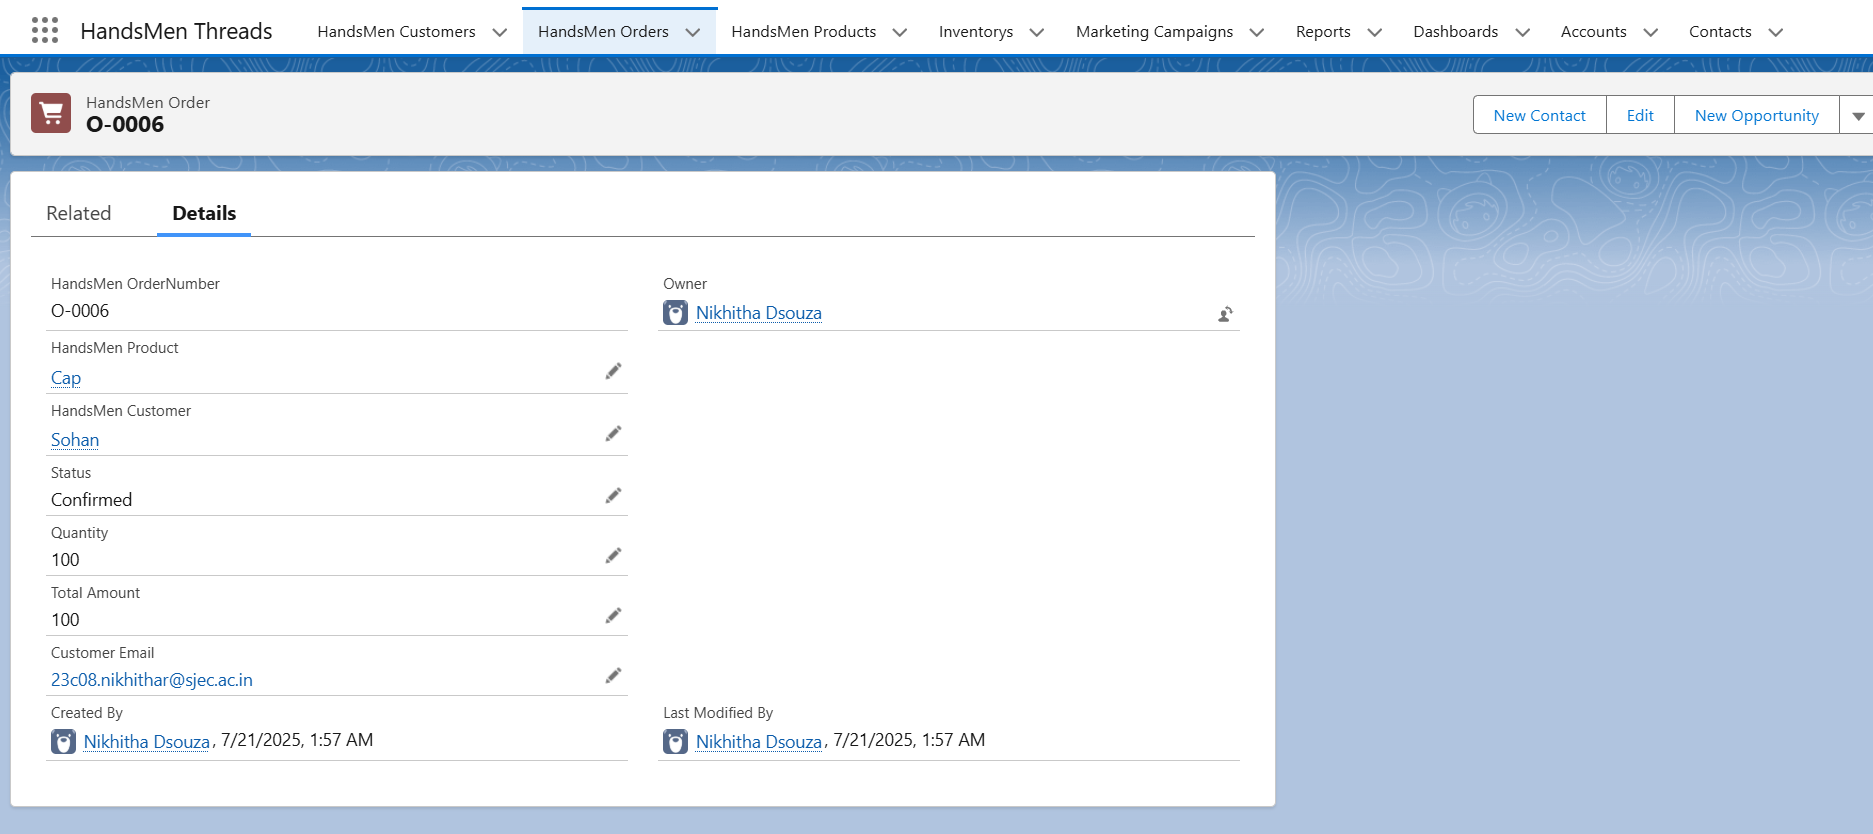 HandsMen Threads
HandsMen Customers
HandsMen Orders
HandsMen Products
Inventorys
Marketing Campaigns
Reports
Dashboards
Accounts
Contacts
HandsMen Order
O-0006
New Contact
Edit
New Opportunity
Related
Details
HandsMen OrderNumber
O-0006
Owner
Nikhitha Dsouza
HandsMen Product
Cap
HandsMen Customer
Sohan
Status
Confirmed
Quantity
100
Total Amount
100
Customer Email
23c08.nikhithar@sjec.ac.in
Created By
Nikhitha Dsouza, 7/21/2025, 1:57 AM
Last Modified By
Nikhitha Dsouza, 7/21/2025, 1:57 AM